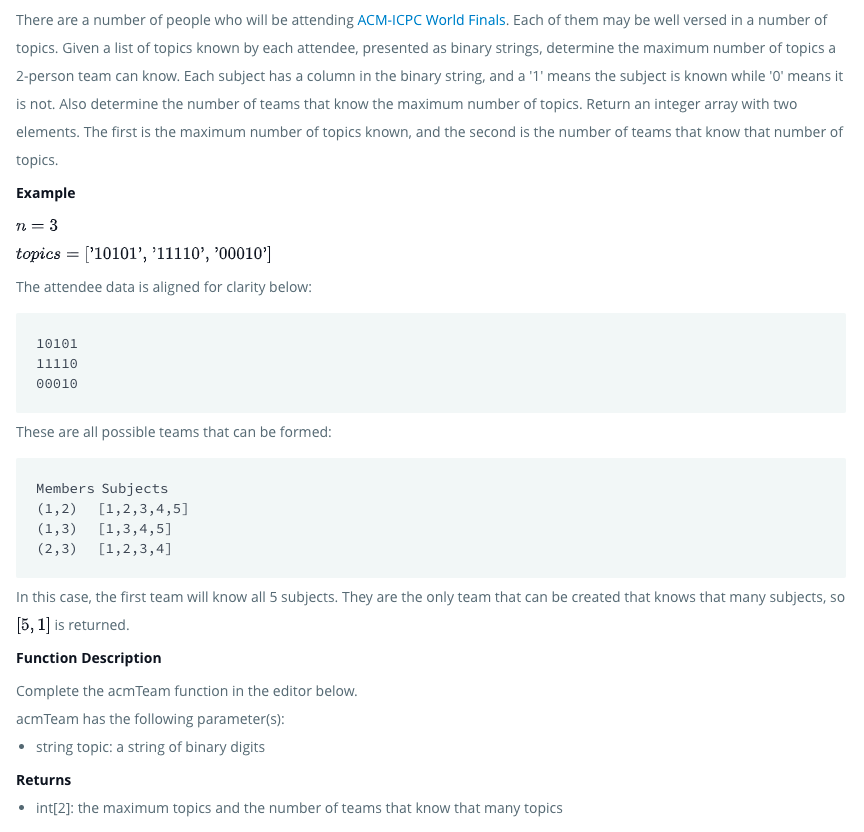 There are a number of people who will be attending ACM-ICPC World Finals. Each of them may be well versed in a number of
topics. Given a list of topics known by each attendee, presented as binary strings, determine the maximum number of topics a
2-person team can know. Each subject has a column in the binary string, and a '1' means the subject is known while '0' means it
is not. Also determine the number of teams that know the maximum number of topics. Return an integer array with two
elements. The first is the maximum number of topics known, and the second is the number of teams that know that number of
topics.
Example
n = 3
topics = ['10101', '11110', '00010']
The attendee data is aligned for clarity below:
10101
11110
00010
These are all possible teams that can be formed:
Members Subjects
(1,2) [1,2,3,4,5]
(1,3) [1,3,4,5]
(2,3) [1,2,3,4]
In this case, the first team will know all 5 subjects. They are the only team that can be created that knows that many subjects, so
[5, 1] is returned.
Function Description
Complete the acmTeam function in the editor below.
acmTeam has the following parameter(s):
• string topic: a string of binary digits
Returns
• int[2]: the maximum topics and the number of teams that know that many topics